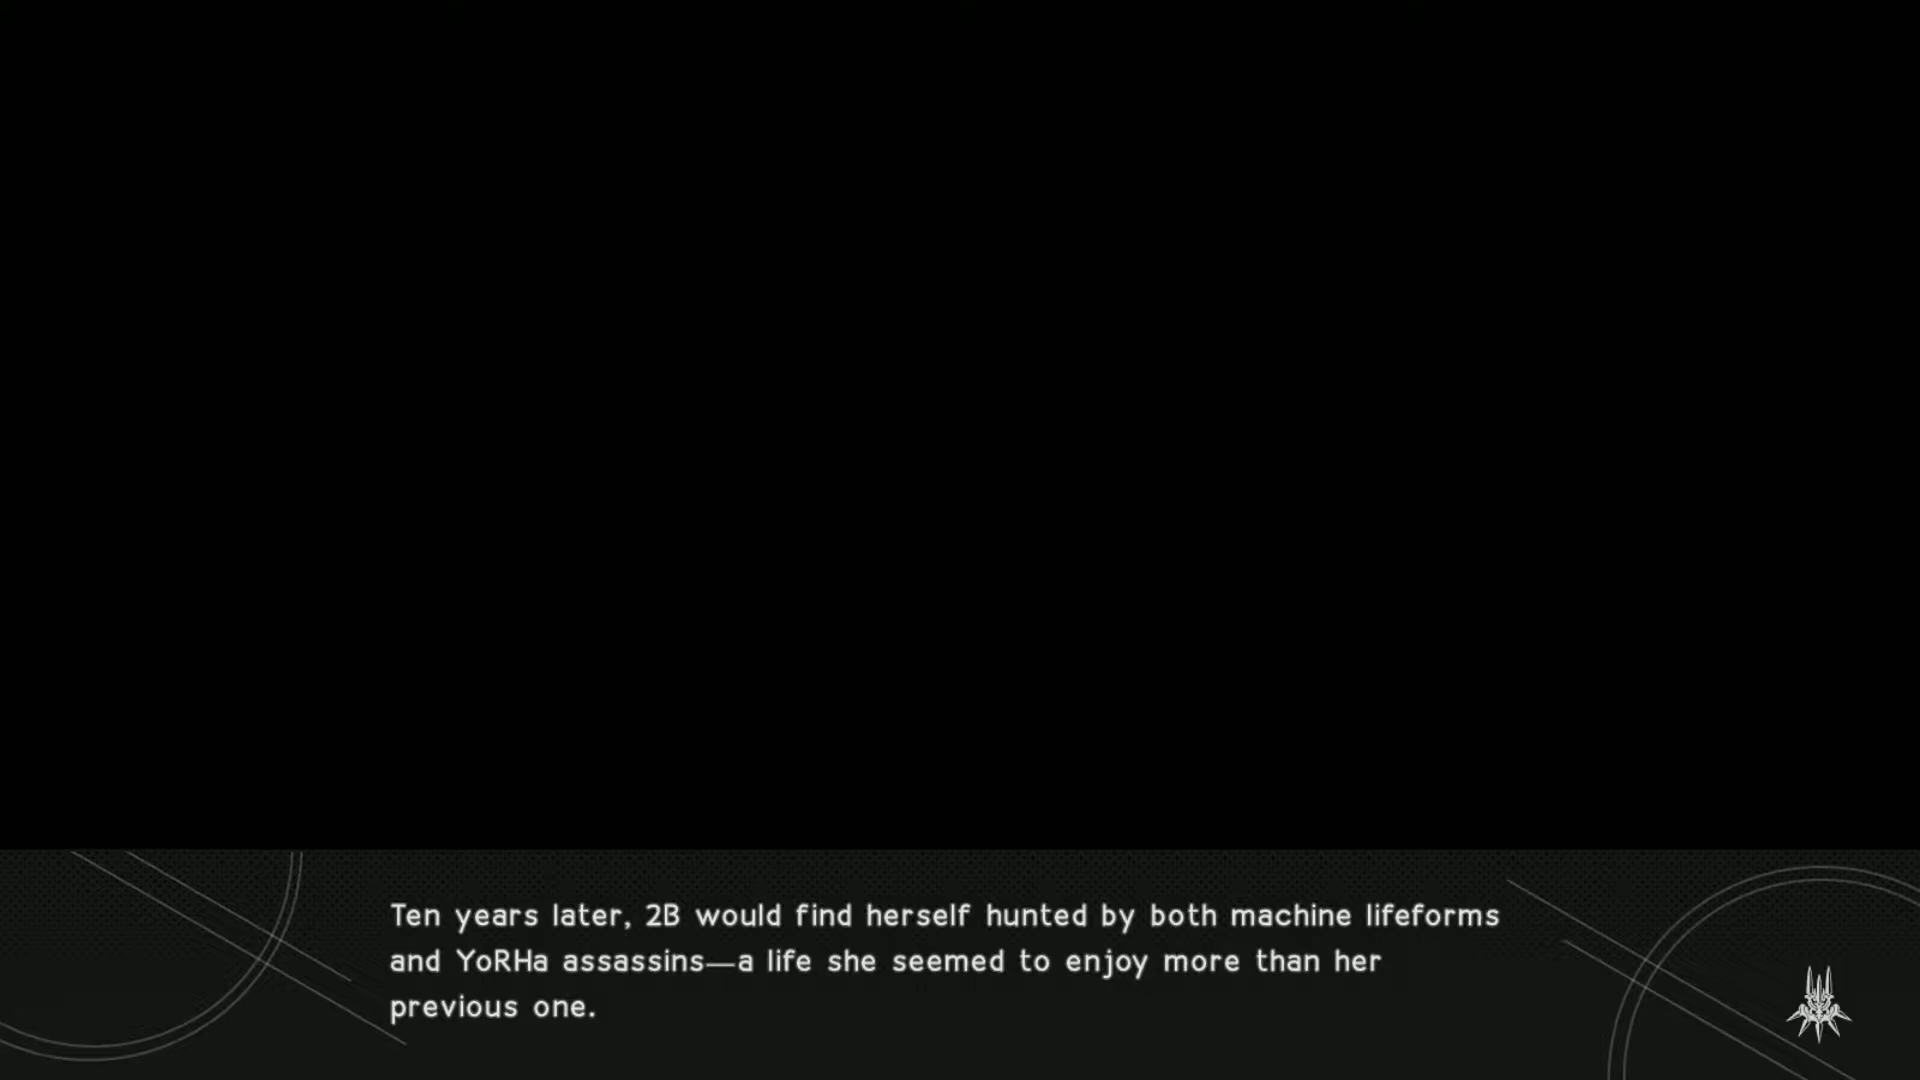 Ten years later, 2B would find herself hunted by both machine lifeforms
and YoRHa assassins—a life she seemed to enjoy more than her
previous one.